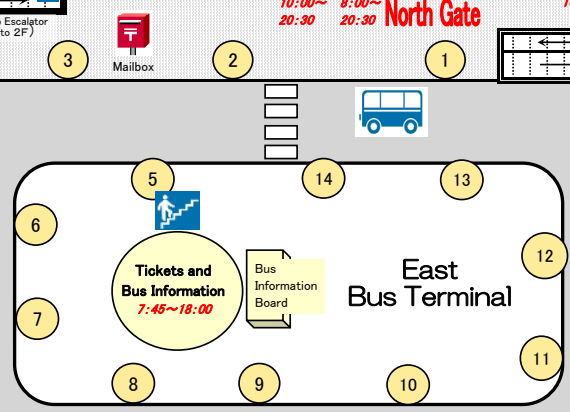 10:00～ 8:00～
20:30 20:30 North Gate
Escalator
to 2F)
Mailbox
3
2
1
5
14
13
6
Tickets and
Bus Information
7:45～18:00
Bus
Information
Board
East
Bus Terminal
12
7
11
8
9
10